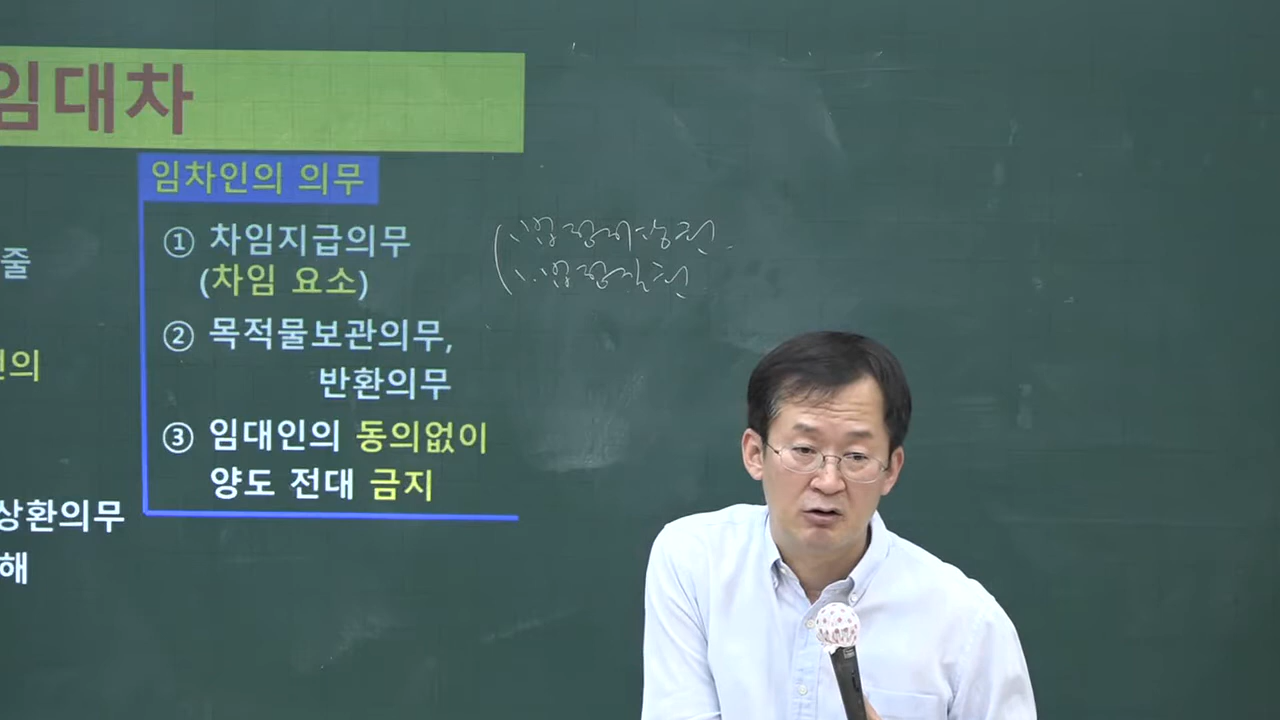 임대차
임차인의 의무
① 차임지급의무
(차임 요소)
② 목적물보관의무,
반환의무
③ 임대인의 동의없이
양도 전대 금지
줄
의
상환의무
해